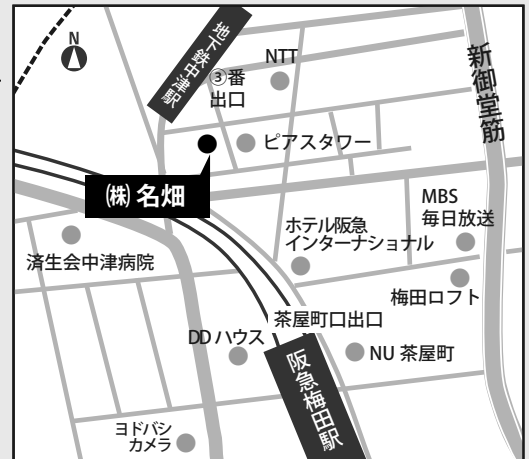 N
地下鉄中津駅
③番
出口
NTT
新御堂筋
ピアスタワー
㈱ 名畑
MBS
毎日放送
ホテル阪急
インターナショナル
済生会中津病院
梅田ロフト
茶屋町口出口
DDハウス
NU 茶屋町
阪急梅田駅
ヨドバシ
カメラ